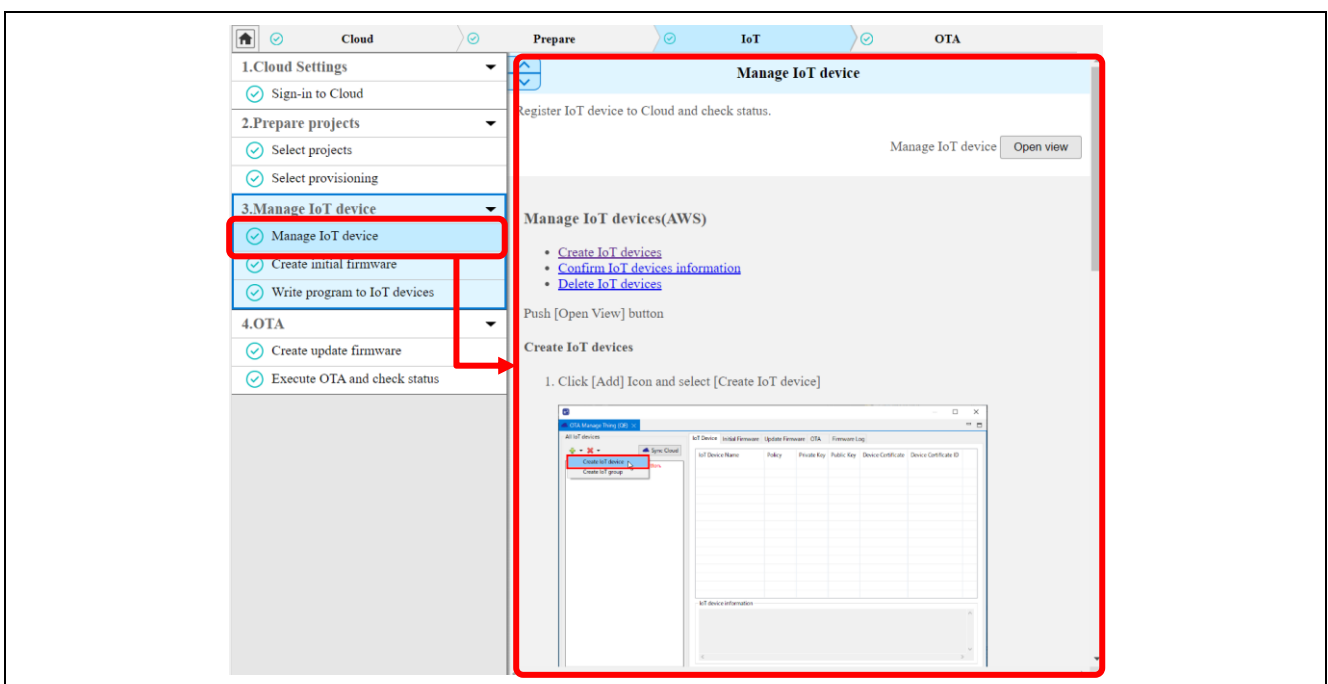 Cloud
Prepare
IoT
OTA
1.Cloud Settings
Sign-in to Cloud
2.Prepare projects
Select projects
Select provisioning
3.Manage IoT device
Manage IoT device
Create initial firmware
Write program to IoT devices
4.OTA
Create update firmware
Execute OTA and check status
Manage IoT device
Register IoT device to Cloud and check status.
Manage IoT device Open view
Manage IoT devices(AWS)
• Create IoT devices
• Confirm IoT devices information
• Delete IoT devices
Push [Open View] button
Create IoT devices
1. Click [Add] Icon and select [Create IoT device]
OTA Manage Thing (QE)
All IoT devices
Sync Cloud
Create IoT device
Create IoT group
IoT Device Initial Firmware Update Firmware OTA Firmware Log
IoT Device Name Policy Private Key Public Key Device Certificate Device Certificate ID
IoT device information